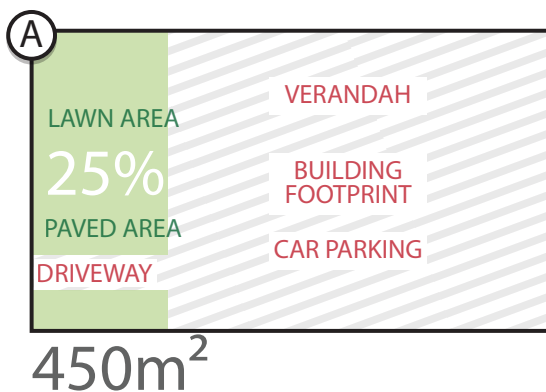 A
LAWN AREA
25%
PAVED AREA
DRIVEWAY
VERANDAH
BUILDING
FOOTPRINT
CAR PARKING
450m²